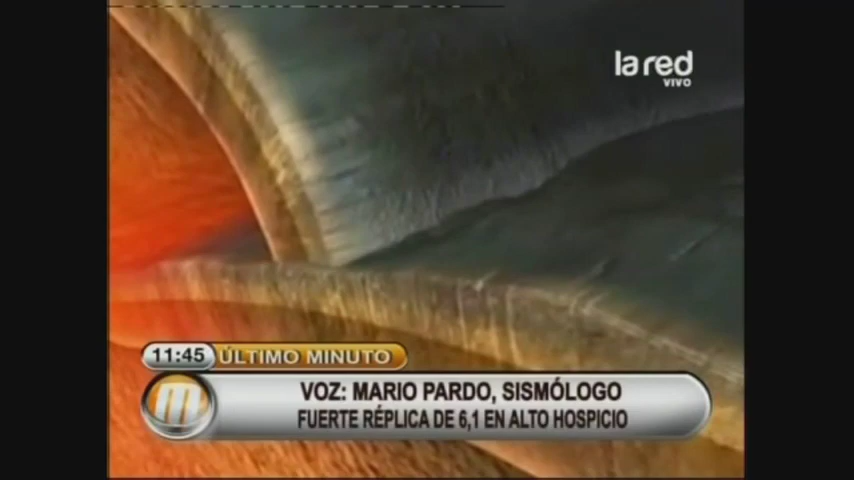 la red
VIVO
11:45 ÚLTIMO MINUTO
VOZ: MARIO PARDO, SISMÓLOGO
FUERTE RÉPLICA DE 6,1 EN ALTO HOSPICIO